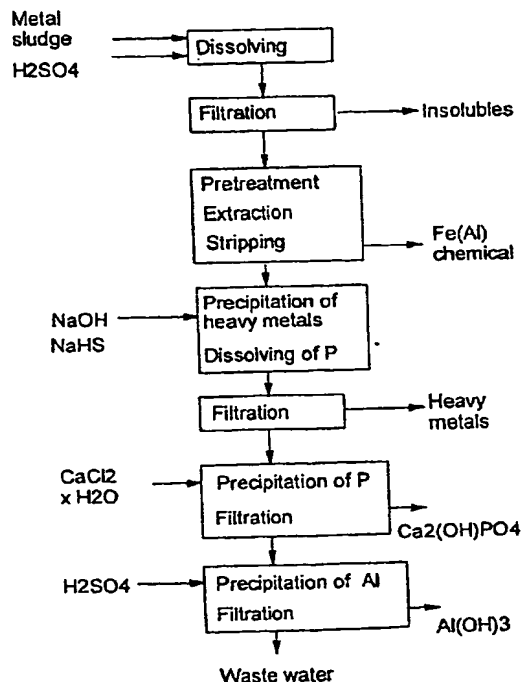 Metal
sludge
H2SO4
Dissolving
Filtration
Insolubles
Pretreatment
Extraction
Stripping
Fe(Al)
chemical
NaOH
NaHS
Precipitation of
heavy metals
Dissolving of P
Filtration
Heavy
metals
CaCl2
x H2O
Precipitation of P
Filtration
Ca2(OH)PO4
H2SO4
Precipitation of Al
Filtration
Al(OH)3
Waste water